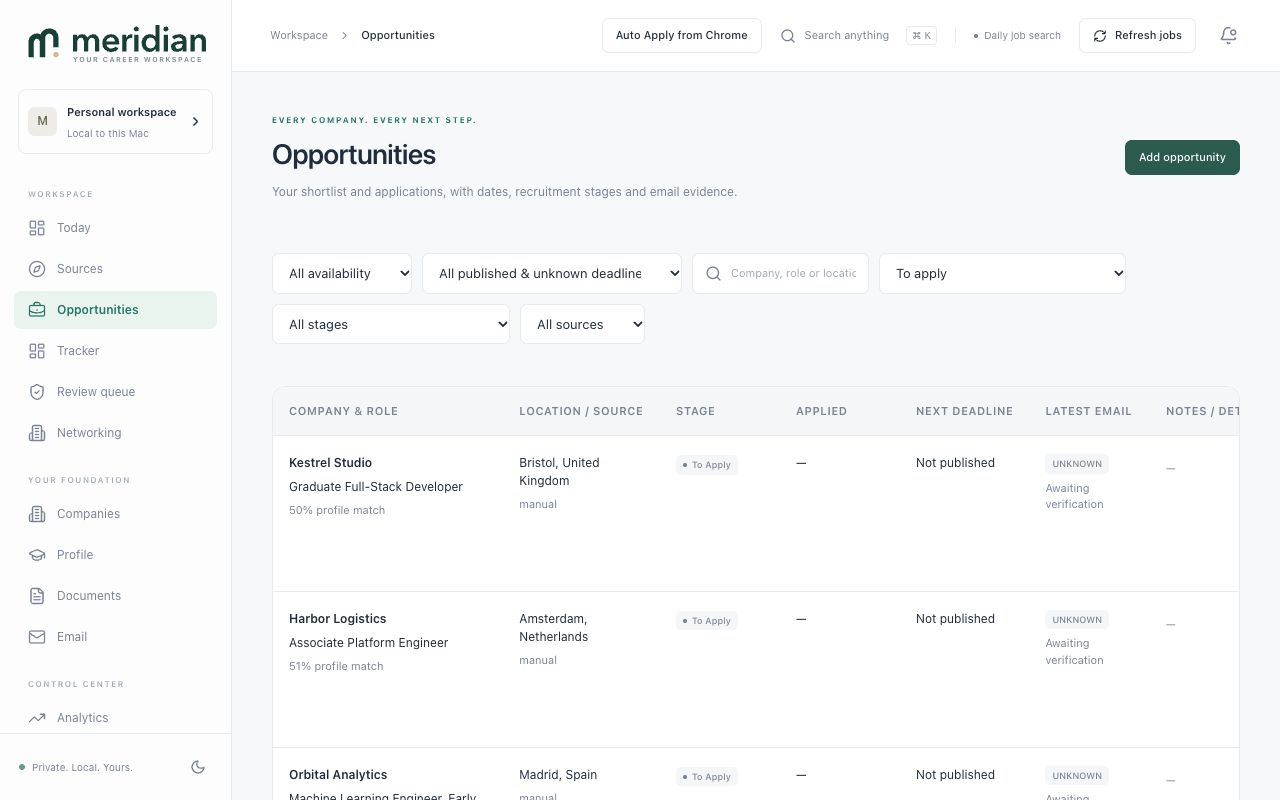 meridian
YOUR CAREER WORKSPACE
M
Personal workspace
Local to this Mac
WORKSPACE
Today
Sources
Opportunities
Tracker
Review queue
Networking
YOUR FOUNDATION
Companies
Profile
Documents
Email
CONTROL CENTER
Analytics
Private. Local. Yours.
Workspace > Opportunities
Auto Apply from Chrome
Search anything ⌘ K
Daily job search
Refresh jobs
EVERY COMPANY. EVERY NEXT STEP.
Opportunities
Your shortlist and applications, with dates, recruitment stages and email evidence.
Add opportunity
All availability
All published & unknown deadline
Company, role or locatic
To apply
All stages
All sources
COMPANY & ROLE LOCATION / SOURCE STAGE APPLIED NEXT DEADLINE LATEST EMAIL NOTES / DET
Kestrel Studio
Graduate Full-Stack Developer
50% profile match
Bristol, United
Kingdom
manual
To Apply
—
Not published
UNKNOWN
Awaiting
verification
—
Harbor Logistics
Associate Platform Engineer
51% profile match
Amsterdam,
Netherlands
manual
To Apply
—
Not published
UNKNOWN
Awaiting
verification
—
Orbital Analytics
Machine Learning Engineer, Early
Madrid, Spain
manual
To Apply
—
Not published
UNKNOWN
Awaiting
—